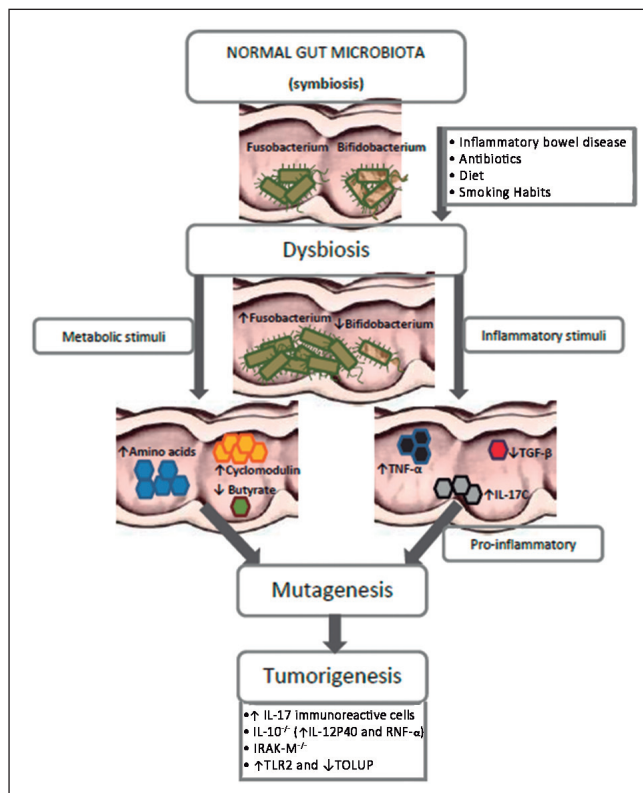 NORMAL GUT MICROBIOTA
(symbiosis)
Fusobacterium Bifidobacterium
• Inflammatory bowel disease
• Antibiotics
• Diet
• Smoking Habits
Dysbiosis
Metabolic stimuli
↑Fusobacterium ↓Bifidobacterium
Inflammatory stimuli
↑Amino acids
↑Cyclomodulin
↓ Butyrate
↑TNF-α
↓TGF-β
↑IL-17C
Pro-inflammatory
Mutagenesis
Tumorigenesis
•↑ IL-17 immunoreactive cells
• IL-10⁻/⁻ (↑IL-12P40 and RNF-α)
• IRAK-M⁻/⁻
• ↑TLR2 and ↓TOLUP